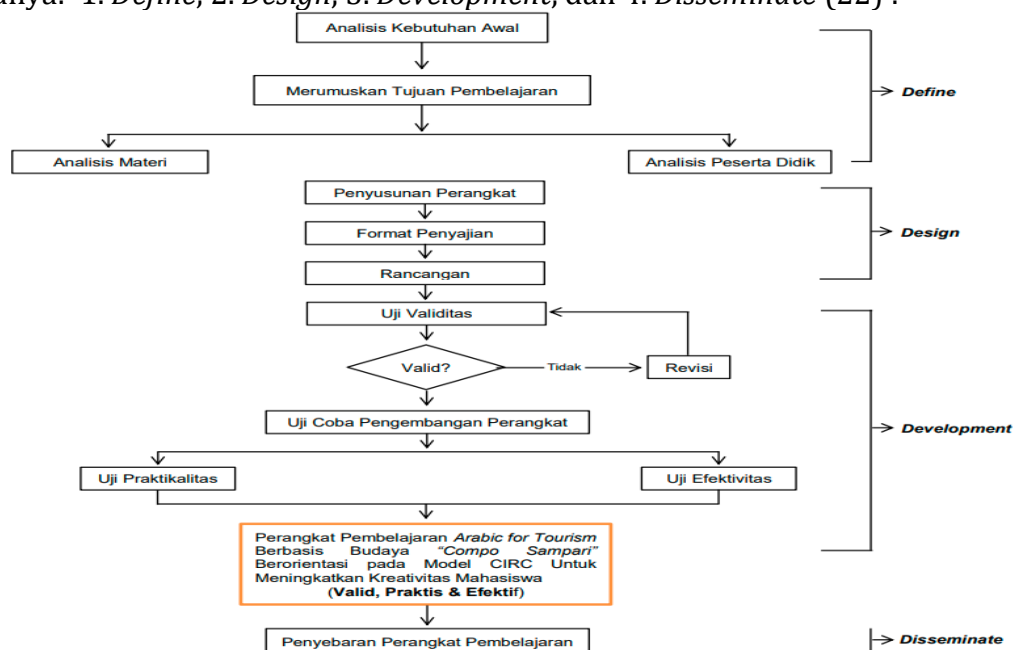 1. Define, 2. Design, 3. Development, dan 4. Disseminate (22) .
Analisis Kebutuhan Awal
Merumuskan Tujuan Pembelajaran
Define
Analisis Materi
Analisis Peserta Didik
Penyusunan Perangkat
Format Penyajian
Design
Rancangan
Uji Validitas
Valid?
Tidak
Revisi
Uji Coba Pengembangan Perangkat
Development
Uji Praktikalitas
Uji Efektivitas
Perangkat Pembelajaran Arabic for Tourism
Berbasis Budaya "Compo Sampari"
Berorientasi pada Model CIRC Untuk
Meningkatkan Kreativitas Mahasiswa
(Valid, Praktis & Efektif)
Penyebaran Perangkat Pembelajaran
Disseminate